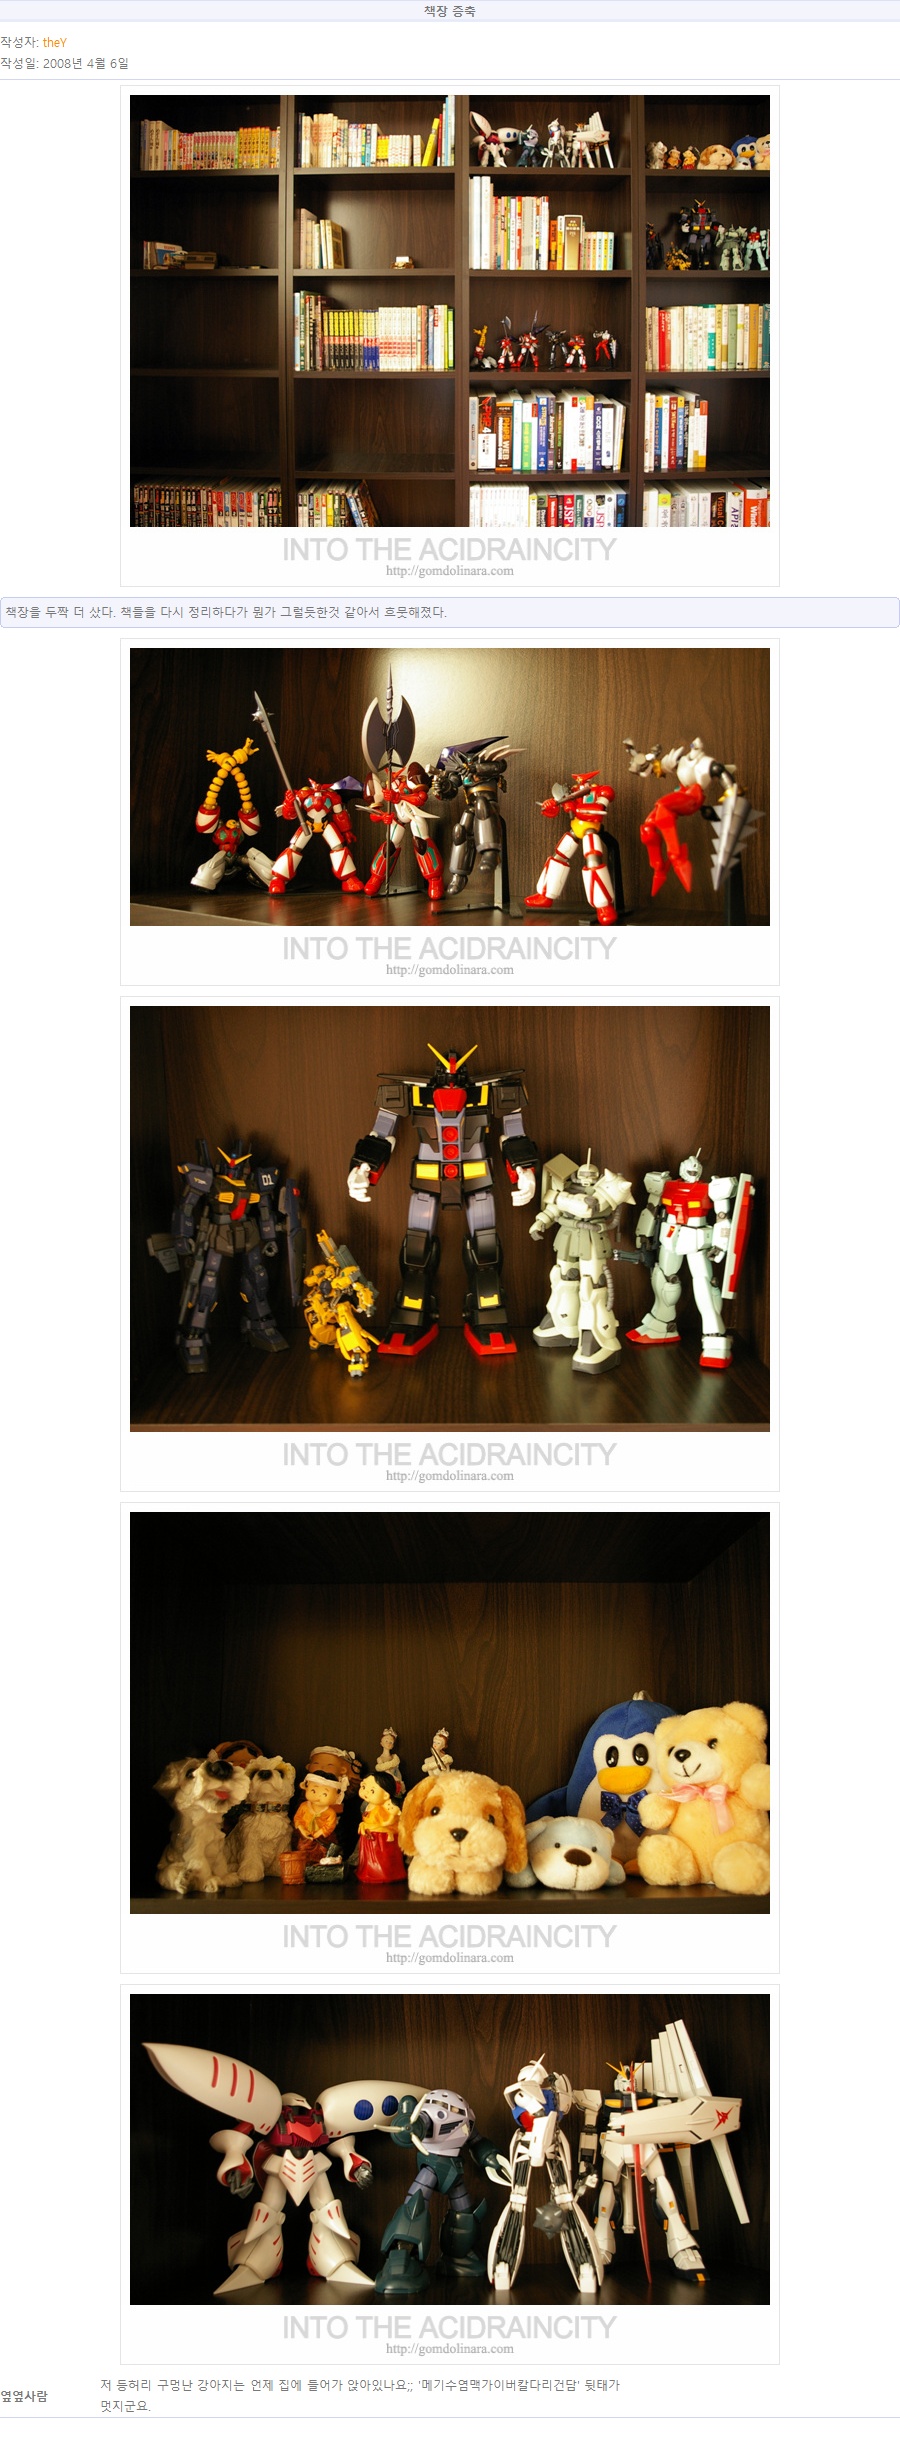 책장 증축
작성자: theY
작성일: 2008년 4월 6일
INTO THE ACIDRAINCITY
http://gomdolinara.com
책장을 두짝 더 샀다. 책들을 다시 정리하다가 뭔가 그럴듯한것 같아서 흐뭇해졌다.
INTO THE ACIDRAINCITY
http://gomdolinara.com
01
INTO THE ACIDRAINCITY
http://gomdolinara.com
INTO THE ACIDRAINCITY
http://gomdolinara.com
INTO THE ACIDRAINCITY
http://gomdolinara.com
옆옆사람
저 등허리 구멍난 강아지는 언제 집에 들어가 앉아있나요;; '메기수염맥가이버칼다리건담' 뒷태가
멋지군요.